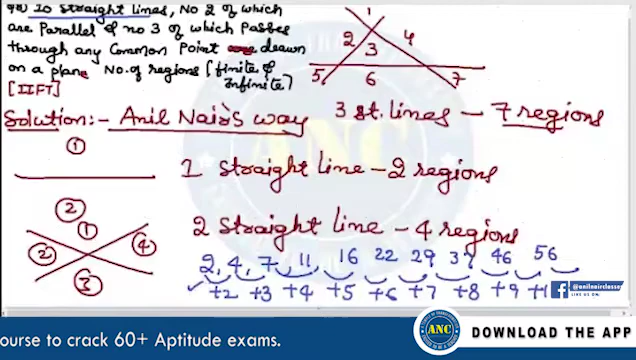 10 straight lines, No 2 of which
are Parallel & no 3 of which Passes
through any Common Point drawn
on a plane No. of regions (finite &
Infinite)
[IIFT]
1
2
3
4
5
6
7
Solution:- Anil Nair's way
3 st. lines - 7 regions
1
1 straight line - 2 regions
2
1
2
4
3
2 straight line - 4 regions
2, 4, 7, 11, 16 22 29 37 46 56
+2 +3 +4 +5 +6 +7 +8 +9
ANC
f @anilnairclasses
LIKE US ON:
ourse to crack 60+ Aptitude exams.
ANC
DOWNLOAD THE APP